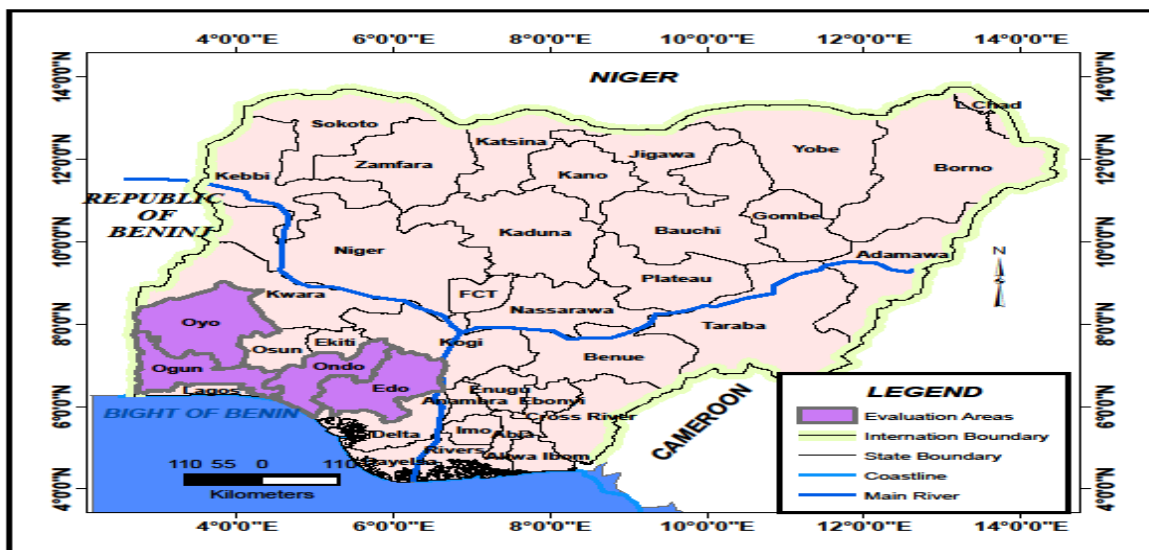 4°0'0"E 6°0'0"E 8°0'0"E 10°0'0"E 12°0'0"E 14°0'0"E
14°0'0"N
12°0'0"N
10°0'0"N
8°0'0"N
6°0'0"N
4°0'0"N
NIGER
L Chad
Sokoto
Katsina
Jigawa
Yobe
Zamfara
Kano
Borno
Kebbi
REPUBLIC
OF
BENINI
Gombe
Kaduna
Bauchi
Niger
Adamawa
N
Plateau
FCT
Kwara
Nassarawa
Oyo
Taraba
Ekiti
Kogi
Osun
Benue
Ogun
Ondo
Edo
Enugu
Lagos
Anambra
Ebonyi
BIGHT OF BENIN
Cross River
CAMEROON
Delta
Imo
Abia
Rivers
Bayelsa
Akwa Ibom
110 55 0 110
Kilometers
LEGEND
Evaluation Areas
Internation Boundary
State Boundary
Coastline
Main River
14°0'0"N
12°0'0"N
10°0'0"N
8°0'0"N
6°0'0"N
4°0'0"N
4°0'0"E 6°0'0"E 8°0'0"E 10°0'0"E 12°0'0"E 14°0'0"E